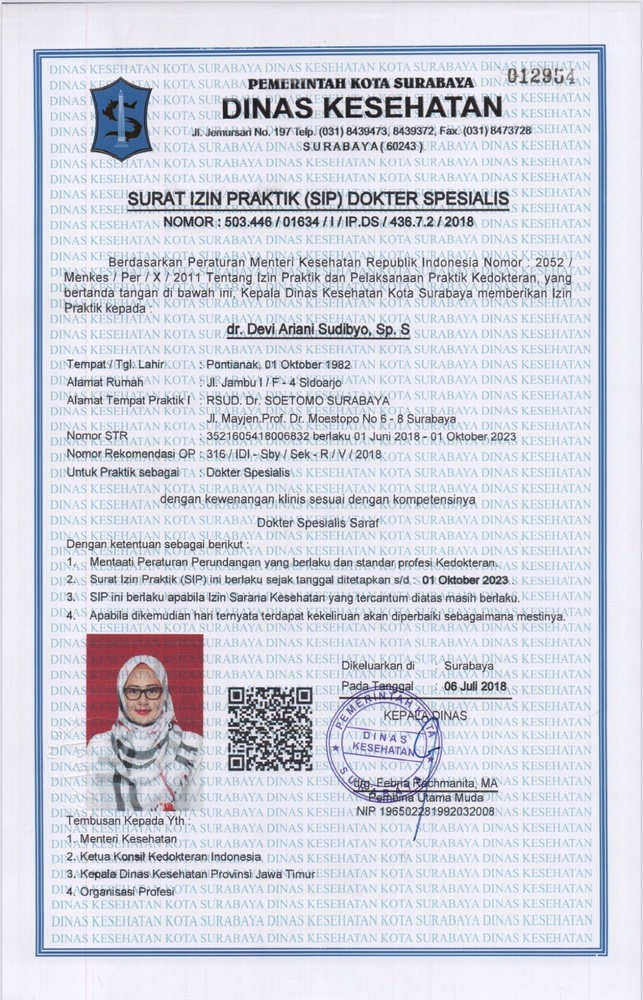 012954
PEMERINTAH KOTA SURABAYA
DINAS KESEHATAN
Jl. Jemursari No. 197 Telp. (031) 8439473, 8439372, Fax. (031) 8473728
SURABAYA ( 60243 )
SURAT IZIN PRAKTIK (SIP) DOKTER SPESIALIS
NOMOR : 503.446 / 01634 / I / IP.DS / 436.7.2 / 2018
Berdasarkan Peraturan Menteri Kesehatan Republik Indonesia Nomor : 2052 /
Menkes / Per / X / 2011 Tentang Izin Praktik dan Pelaksanaan Praktik Kedokteran, yang
bertanda tangan di bawah ini, Kepala Dinas Kesehatan Kota Surabaya memberikan Izin
Praktik kepada :
dr. Devi Ariani Sudibyo, Sp. S
Tempat / Tgl. Lahir : Pontianak, 01 Oktober 1982
Alamat Rumah : Jl. Jambu I / F - 4 Sidoarjo
Alamat Tempat Praktik I : RSUD. Dr. SOETOMO SURABAYA
Jl. Mayjen.Prof. Dr. Moestopo No 6 - 8 Surabaya
Nomor STR : 3521605418006832 berlaku 01 Juni 2018 - 01 Oktober 2023
Nomor Rekomendasi OP : 316 / IDI - Sby / Sek - R / V / 2018
Untuk Praktik sebagai : Dokter Spesialis
dengan kewenangan klinis sesuai dengan kompetensinya
Dokter Spesialis Saraf
Dengan ketentuan sebagai berikut :
1. Mentaati Peraturan Perundangan yang berlaku dan standar profesi Kedokteran.
2. Surat Izin Praktik (SIP) ini berlaku sejak tanggal ditetapkan s/d : 01 Oktober 2023
3. SIP ini berlaku apabila Izin Sarana Kesehatan yang tercantum diatas masih berlaku.
4. Apabila dikemudian hari ternyata terdapat kekeliruan akan diperbaiki sebagaimana mestinya.
Dikeluarkan di : Surabaya
Pada Tanggal : 06 Juli 2018
KEPALA DINAS
PEMERINTAH KOTA
DINAS
KESEHATAN
SURABAYA
drg. Febria Rachmanita, MA
Pembina Utama Muda
NIP 196502281992032008
Tembusan Kepada Yth :
1. Menteri Kesehatan
2. Ketua Konsil Kedokteran Indonesia
3. Kepala Dinas Kesehatan Provinsi Jawa Timur
4. Organisasi Profesi